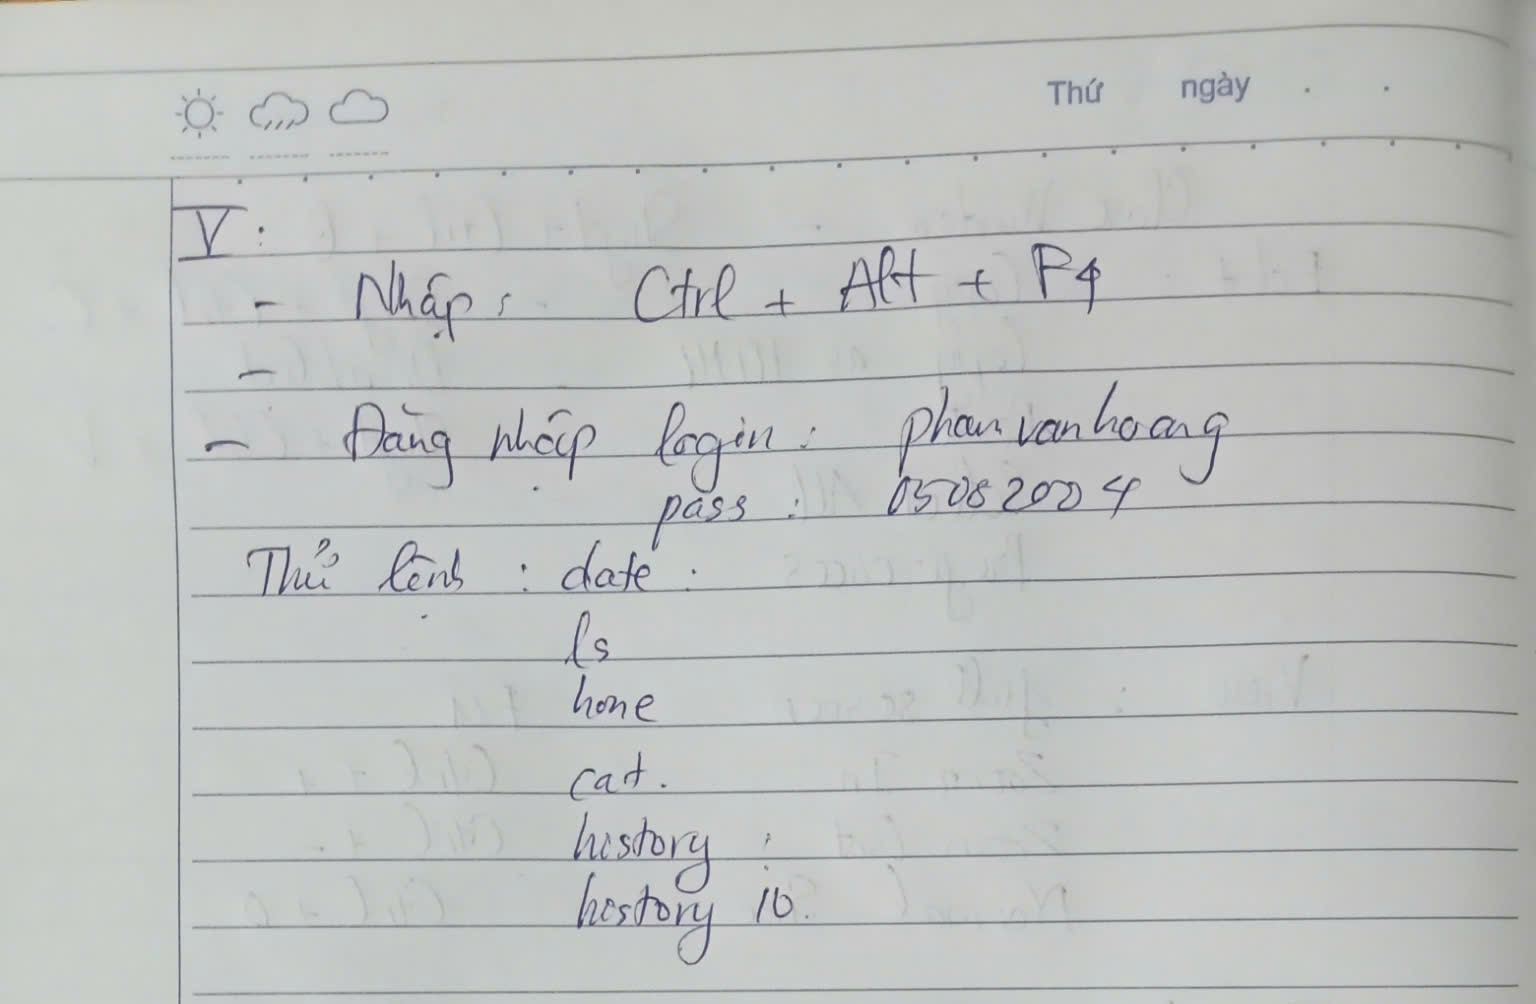 Thứ ngày . .
V:
- Nhấp: Ctrl + Alt + F4
-
- Đăng nhập login: phanvanhoang
pass: 05082004
Thử lệnh: date.
ls
hone
cat.
history:
history 10.